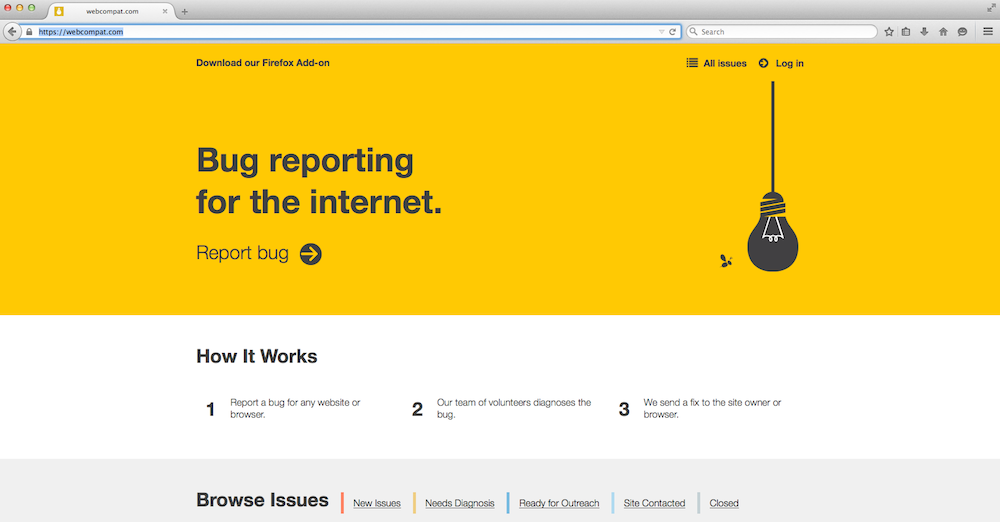 webcompat.com
https://webcompat.com
Search
Download our Firefox Add-on
All issues
Log in
Bug reporting
for the internet.
Report bug
How It Works
1
Report a bug for any website or
browser.
2
Our team of volunteers diagnoses the
bug.
3
We send a fix to the site owner or
browser.
Browse Issues
New Issues
Needs Diagnosis
Ready for Outreach
Site Contacted
Closed